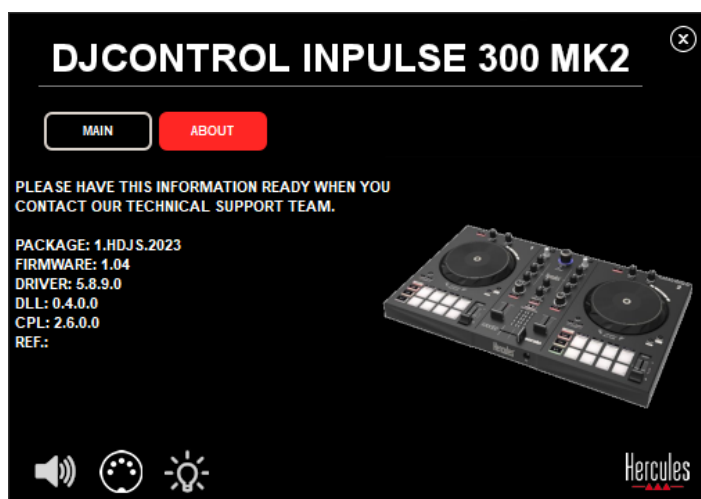 DJCONTROL INPULSE 300 MK2
MAIN
ABOUT
PLEASE HAVE THIS INFORMATION READY WHEN YOU
CONTACT OUR TECHNICAL SUPPORT TEAM.
PACKAGE: 1.HDJS.2023
FIRMWARE: 1.04
DRIVER: 5.8.9.0
DLL: 0.4.0.0
CPL: 2.6.0.0
REF.:
Hercules